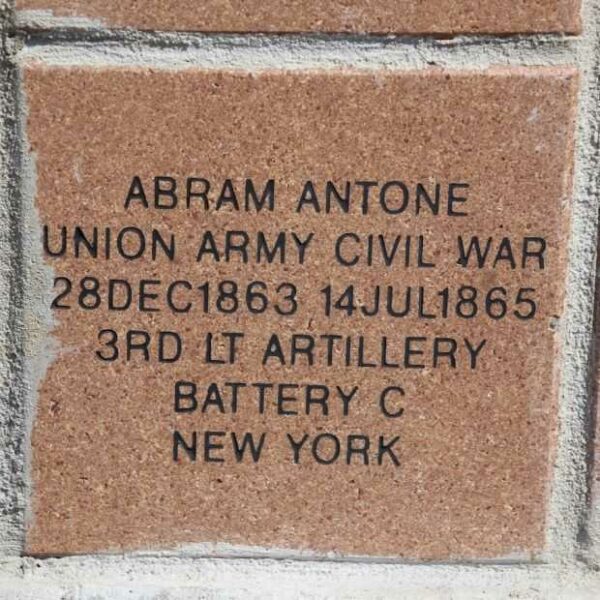 ABRAM ANTONE
UNION ARMY CIVIL WAR
28DEC1863 14JUL1865
3RD LT ARTILLERY
BATTERY C
NEW YORK